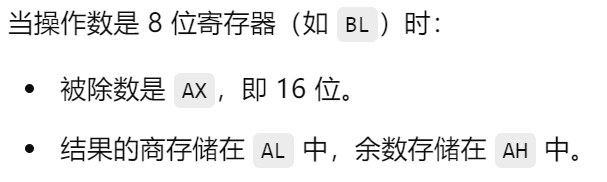 当操作数是 8 位寄存器（如 BL）时：
• 被除数是 AX，即 16 位。
• 结果的商存储在 AL 中，余数存储在 AH 中。